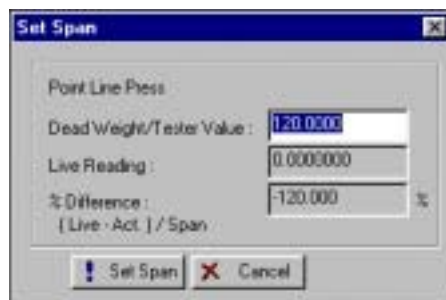 Set Span
Point Line Press
Dead Weight/Tester Value : 120.0000
Live Reading : 0.0000000
% Difference : -120.000 %
( Live - Act. ) / Span
! Set Span X Cancel